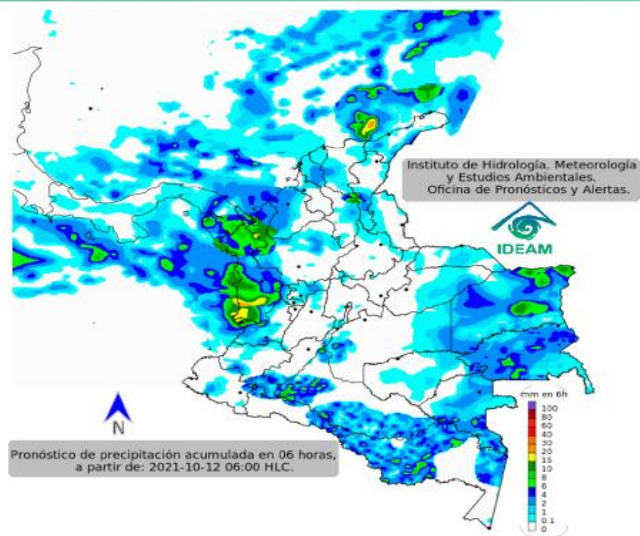 Instituto de Hidrología, Meteorología
y Estudios Ambientales.
Oficina de Pronósticos y Alertas.
IDEAM
N
Pronóstico de precipitación acumulada en 06 horas,
a partir de: 2021-10-12 06:00 HLC.
mm en 6h
100
80
60
40
30
20
15
10
8
6
4
2
1
0.1
0